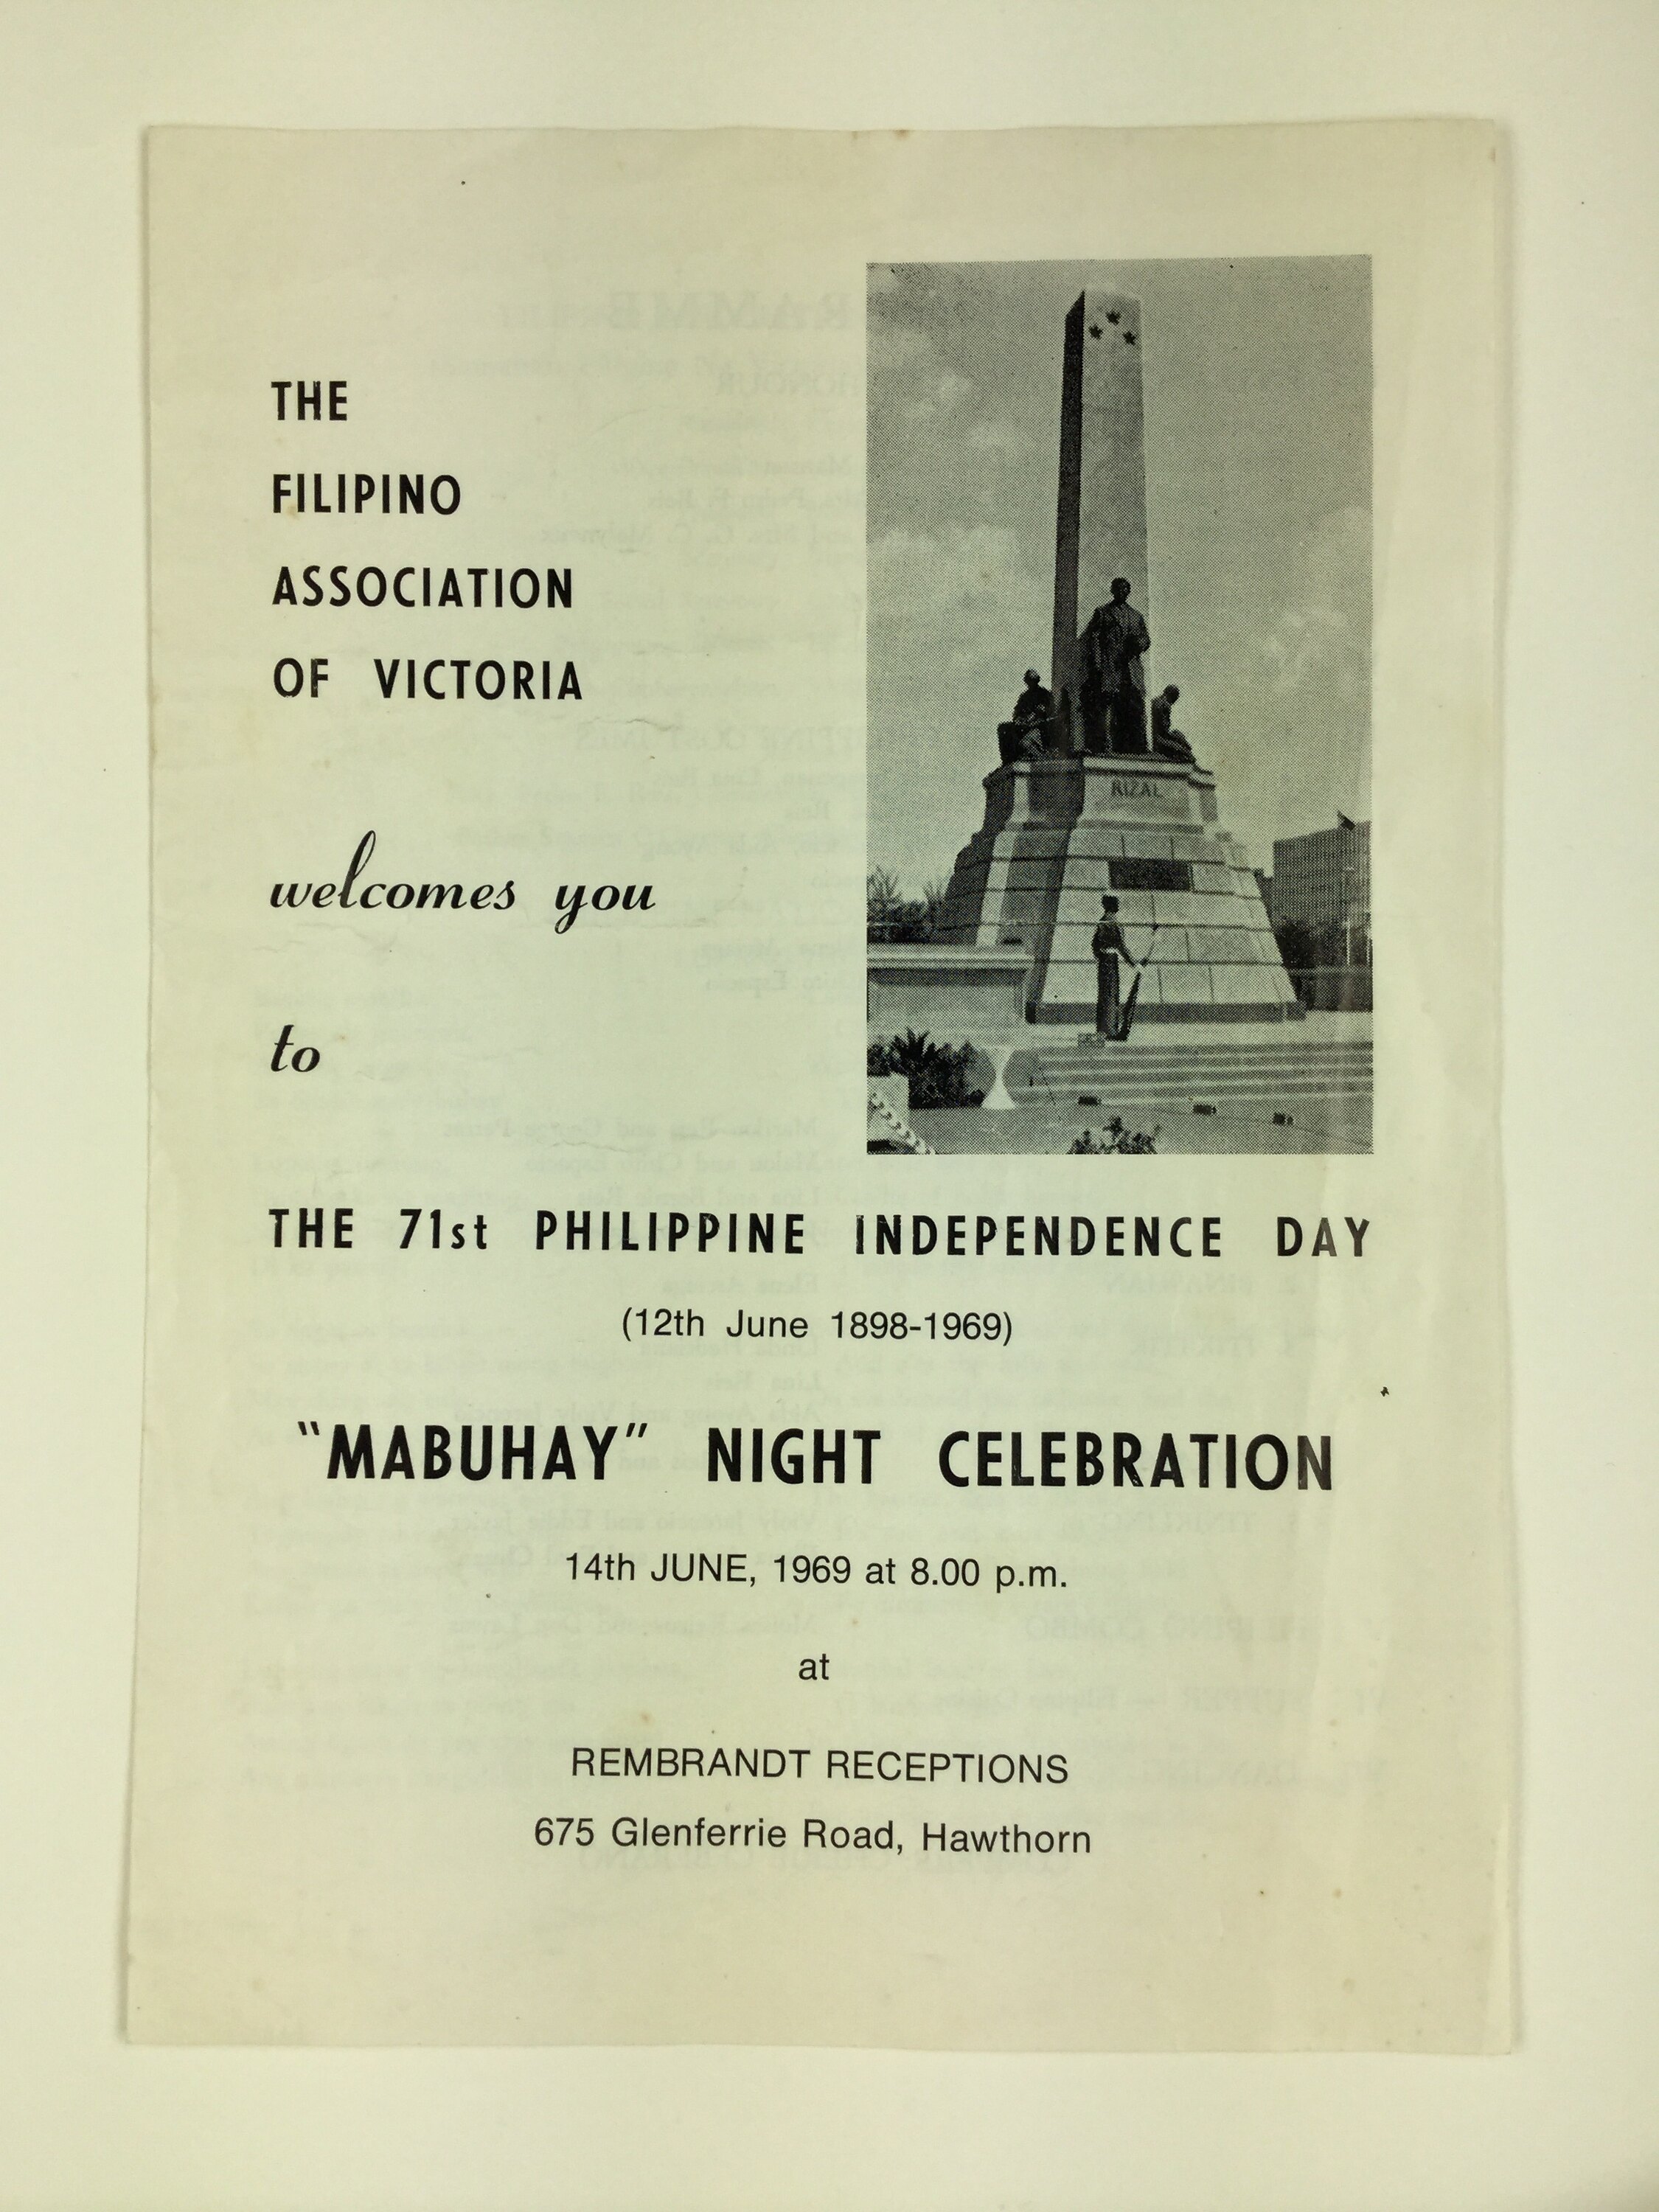 THE
FILIPINO
ASSOCIATION
OF VICTORIA
welcomes you
to
RIZAL
THE 71st PHILIPPINE INDEPENDENCE DAY
(12th June 1898-1969)
"MABUHAY" NIGHT CELEBRATION
14th JUNE, 1969 at 8.00 p.m.
at
REMBRANDT RECEPTIONS
675 Glenferrie Road, Hawthorn